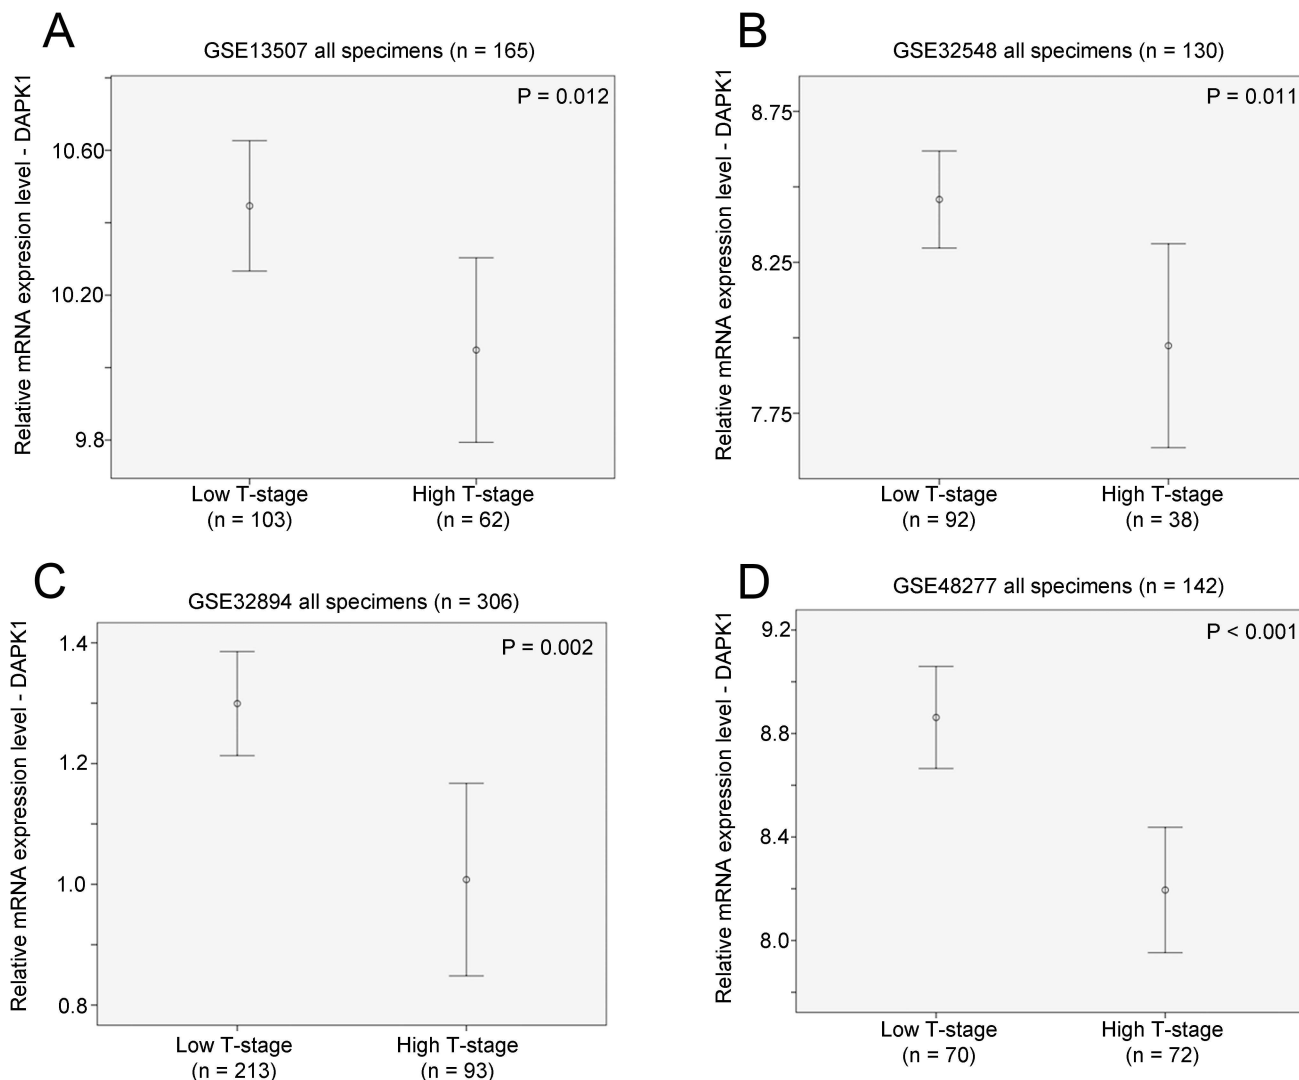 A
GSE13507 all specimens (n = 165)
P = 0.012
Relative mRNA expresion level - DAPK1
10.60
10.20
9.8
Low T-stage
(n = 103)
High T-stage
(n = 62)
B
GSE32548 all specimens (n = 130)
P = 0.011
Relative mRNA expression level - DAPK1
8.75
8.25
7.75
Low T-stage
(n = 92)
High T-stage
(n = 38)
C
GSE32894 all specimens (n = 306)
P = 0.002
Relative mRNA expression level - DAPK1
1.4
1.2
1.0
0.8
Low T-stage
(n = 213)
High T-stage
(n = 93)
D
GSE48277 all specimens (n = 142)
P < 0.001
Relative mRNA expression level - DAPK1
9.2
8.8
8.4
8.0
Low T-stage
(n = 70)
High T-stage
(n = 72)